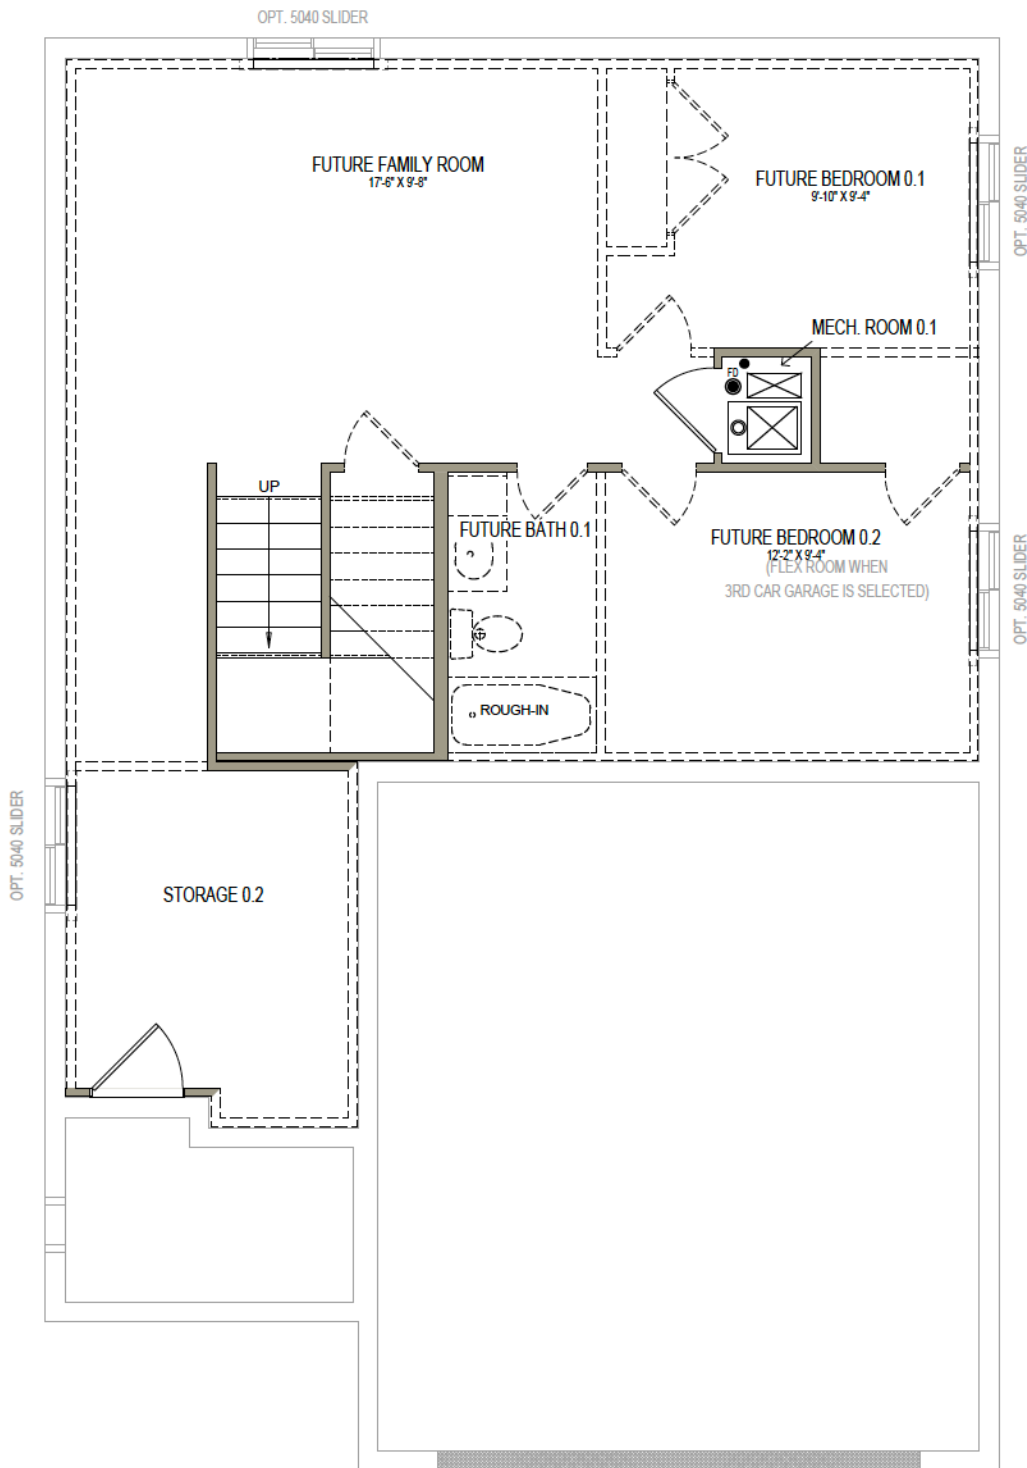 OPT. 5040 SLIDER
FUTURE FAMILY ROOM
17'-6" X 9'-8"
FUTURE BEDROOM 0.1
9'-10" X 9'-4"
OPT. 5040 SLIDER
MECH. ROOM 0.1
FD
UP
FUTURE BATH 0.1
FUTURE BEDROOM 0.2
12'-2" X 9'-4"
(FLEX ROOM WHEN
3RD CAR GARAGE IS SELECTED)
OPT. 5040 SLIDER
ROUGH-IN
OPT. 5040 SLIDER
STORAGE 0.2